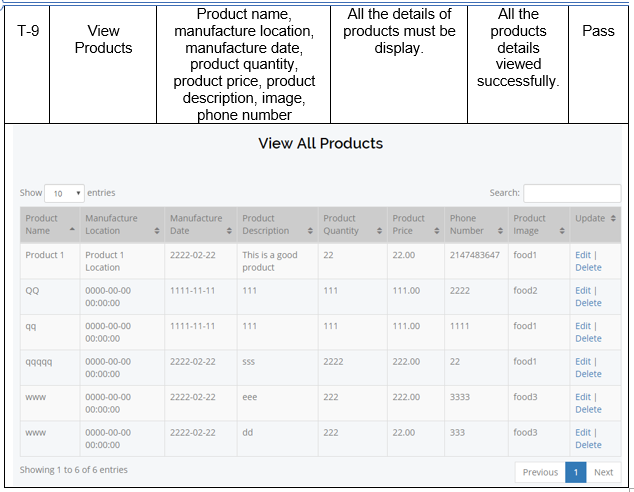 T-9
View
Products
Product name,
manufacture location,
manufacture date,
product quantity,
product price, product
description, image,
phone number
All the details of
products must be
display.
All the
products
details
viewed
successfully.
Pass
View All Products
Show 10 entries
Search:
Product Name Manufacture Location Manufacture Date Product Description Product Quantity Product Price Phone Number Product Image Update
Product 1 Product 1 Location 2222-02-22 This is a good product 22 22.00 2147483647 food1 Edit | Delete
QQ 0000-00-00 00:00:00 1111-11-11 111 111 111.00 2222 food2 Edit | Delete
qq 0000-00-00 00:00:00 1111-11-11 111 111 111.00 1111 food1 Edit | Delete
qqqqq 0000-00-00 00:00:00 2222-02-22 sss 2222 222.00 22 food1 Edit | Delete
www 0000-00-00 00:00:00 2222-02-22 eee 222 222.00 3333 food3 Edit | Delete
www 0000-00-00 00:00:00 2222-02-22 dd 222 22.00 333 food3 Edit | Delete
Showing 1 to 6 of 6 entries
Previous 1 Next